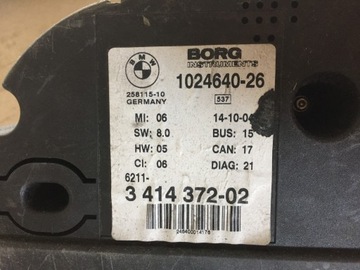 BMW
BORG
INSTRUMENTS
1024640-26
258115-10
GERMANY
537
MI: 06 14-10-04
SW: 8.0 BUS: 15
HW: 05 CAN: 17
CI: 06 DIAG: 21
6211-
3 414 372-02
246400014178